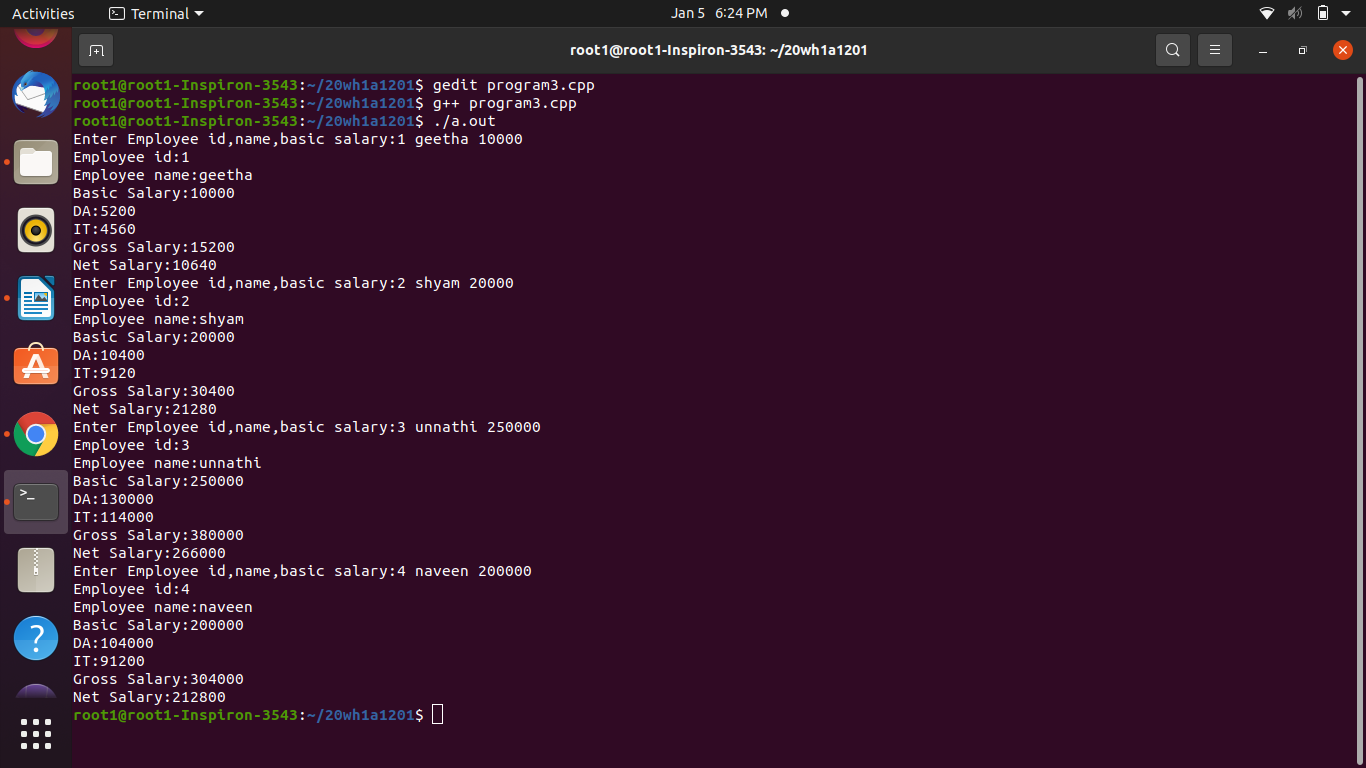 Activities Terminal Jan 5 6:24 PM
root1@root1-Inspiron-3543: ~/20wh1a1201
root1@root1-Inspiron-3543:~/20wh1a1201$ gedit program3.cpp
root1@root1-Inspiron-3543:~/20wh1a1201$ g++ program3.cpp
root1@root1-Inspiron-3543:~/20wh1a1201$ ./a.out
Enter Employee id,name,basic salary:1 geetha 10000
Employee id:1
Employee name:geetha
Basic Salary:10000
DA:5200
IT:4560
Gross Salary:15200
Net Salary:10640
Enter Employee id,name,basic salary:2 shyam 20000
Employee id:2
Employee name:shyam
Basic Salary:20000
DA:10400
IT:9120
Gross Salary:30400
Net Salary:21280
Enter Employee id,name,basic salary:3 unnathi 250000
Employee id:3
Employee name:unnathi
Basic Salary:250000
DA:130000
IT:114000
Gross Salary:380000
Net Salary:266000
Enter Employee id,name,basic salary:4 naveen 200000
Employee id:4
Employee name:naveen
Basic Salary:200000
DA:104000
IT:91200
Gross Salary:304000
Net Salary:212800
root1@root1-Inspiron-3543:~/20wh1a1201$